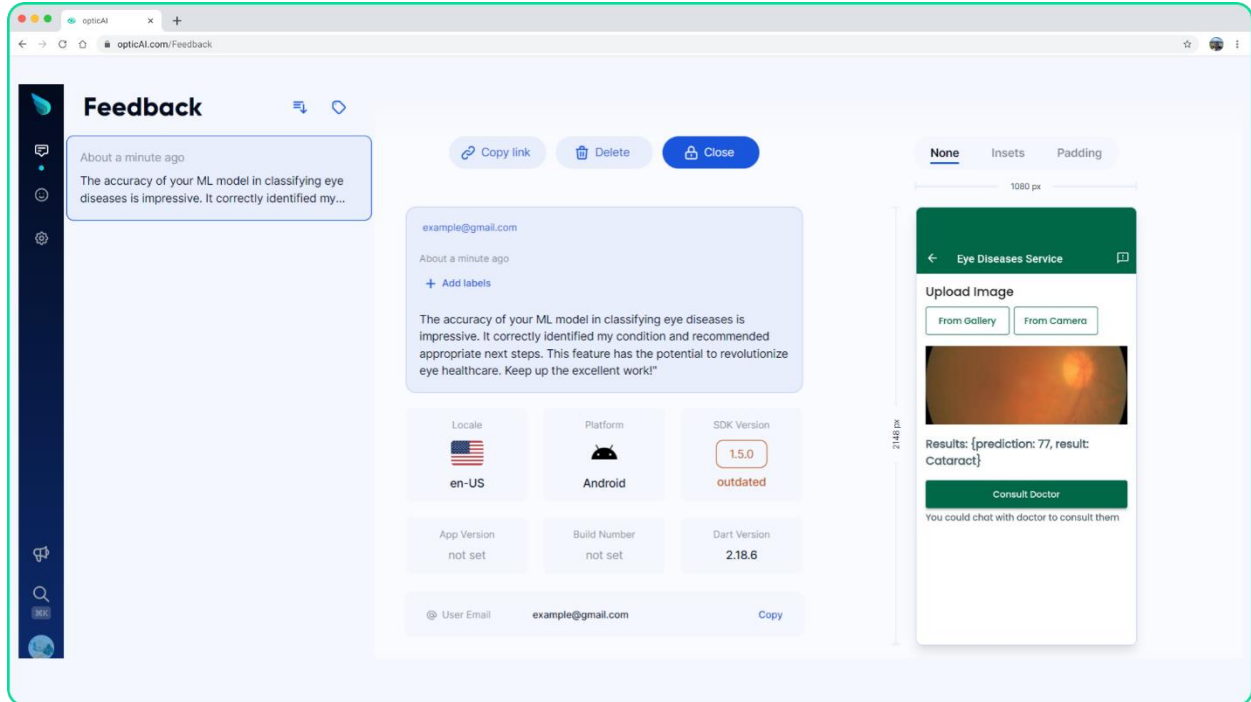 opticAI
opticAI.com/Feedback
Feedback
About a minute ago
The accuracy of your ML model in classifying eye
diseases is impressive. It correctly identified my...
⌘K
Copy link
Delete
Close
example@gmail.com
About a minute ago
+ Add labels
The accuracy of your ML model in classifying eye diseases is
impressive. It correctly identified my condition and recommended
appropriate next steps. This feature has the potential to revolutionize
eye healthcare. Keep up the excellent work!"
Locale
en-US
Platform
Android
SDK Version
1.5.0
outdated
App Version
not set
Build Number
not set
Dart Version
2.18.6
@ User Email example@gmail.com Copy
None Insets Padding
1080 px
2148 px
Eye Diseases Service
Upload Image
From Gallery From Camera
Results: {prediction: 77, result:
Cataract}
Consult Doctor
You could chat with doctor to consult them